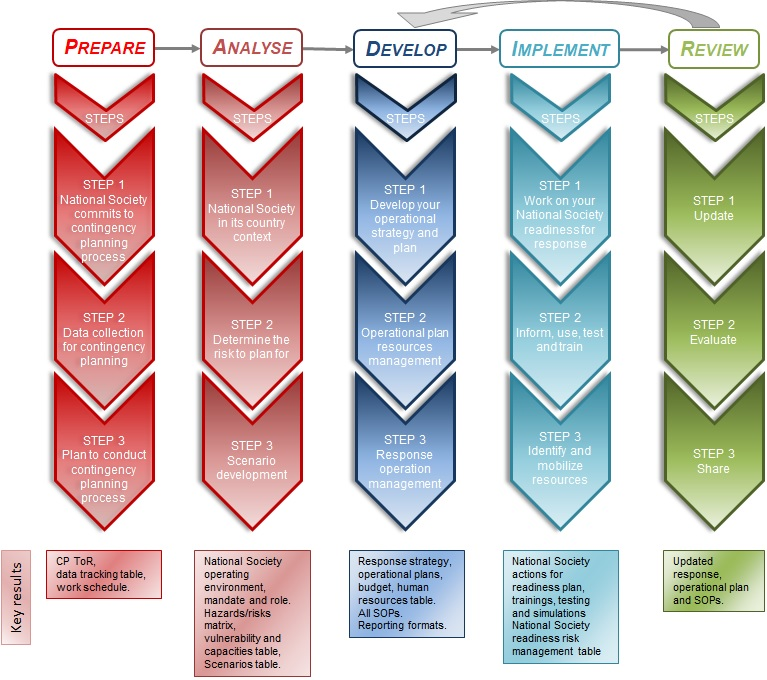 PREPARE
ANALYSE
DEVELOP
IMPLEMENT
REVIEW
STEPS
STEP 1
National Society
commits to
contingency
planning
process
STEP 2
Data collection
for contingency
planning
STEP 3
Plan to conduct
contingency
planning
process
STEPS
STEP 1
National Society
in its country
context
STEP 2
Determine the
risk to plan for
STEP 3
Scenario
development
STEPS
STEP 1
Develop your
operational
strategy and
plan
STEP 2
Operational plan
resources
management
STEP 3
Response
operation
management
STEPS
STEP 1
Work on your
National Society
readiness for
response
STEP 2
Inform, use, test
and train
STEP 3
Identify and
mobilize
resources
STEPS
STEP 1
Update
STEP 2
Evaluate
STEP 3
Share
Key results
CP ToR,
data tracking table,
work schedule.
National Society
operating
environment,
mandate and role.
Hazards/risks
matrix,
vulnerability and
capacities table,
Scenarios table.
Response strategy,
operational plans,
budget, human
resources table.
All SOPs.
Reporting formats.
National Society
actions for
readiness plan,
trainings, testing
and simulations
National Society
readiness risk
management table
Updated
response,
operational plan
and SOPs.